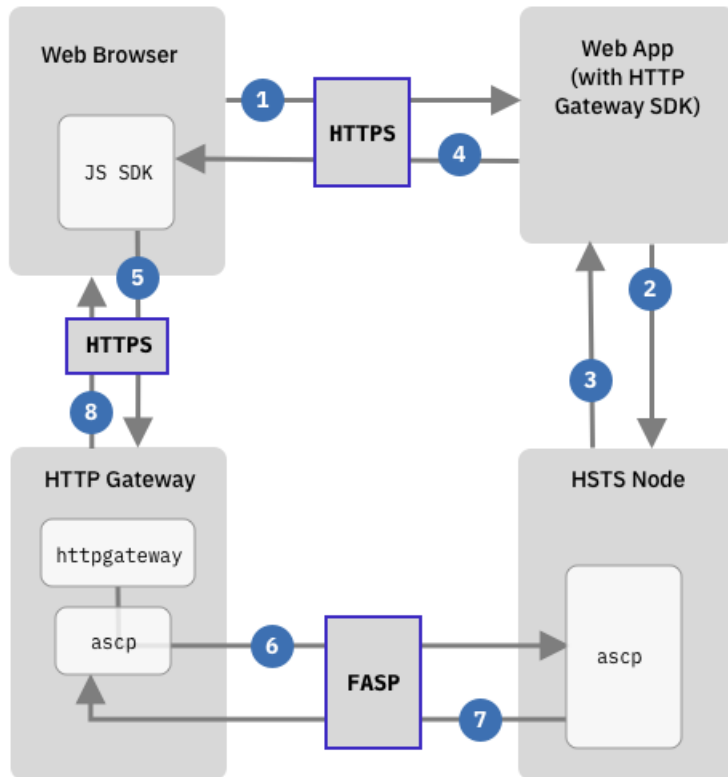 Web Browser
Web App
(with HTTP
Gateway SDK)
1
HTTPS
4
JS SDK
5
2
HTTPS
3
8
HTTP Gateway
HSTS Node
httpgateway
ascp
6
ascp
FASP
7